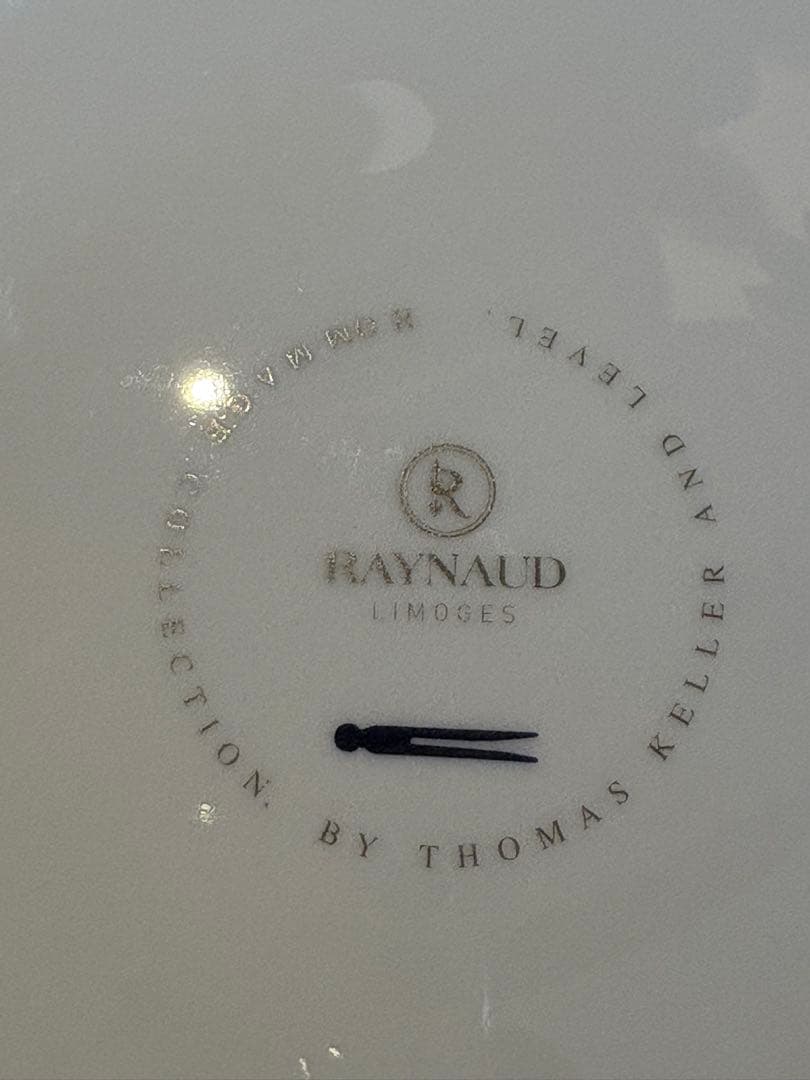 HOMMAGE COLLECTION. BY THOMAS KELLER AND LEVEL.
R
RAYNAUD
LIMOGES